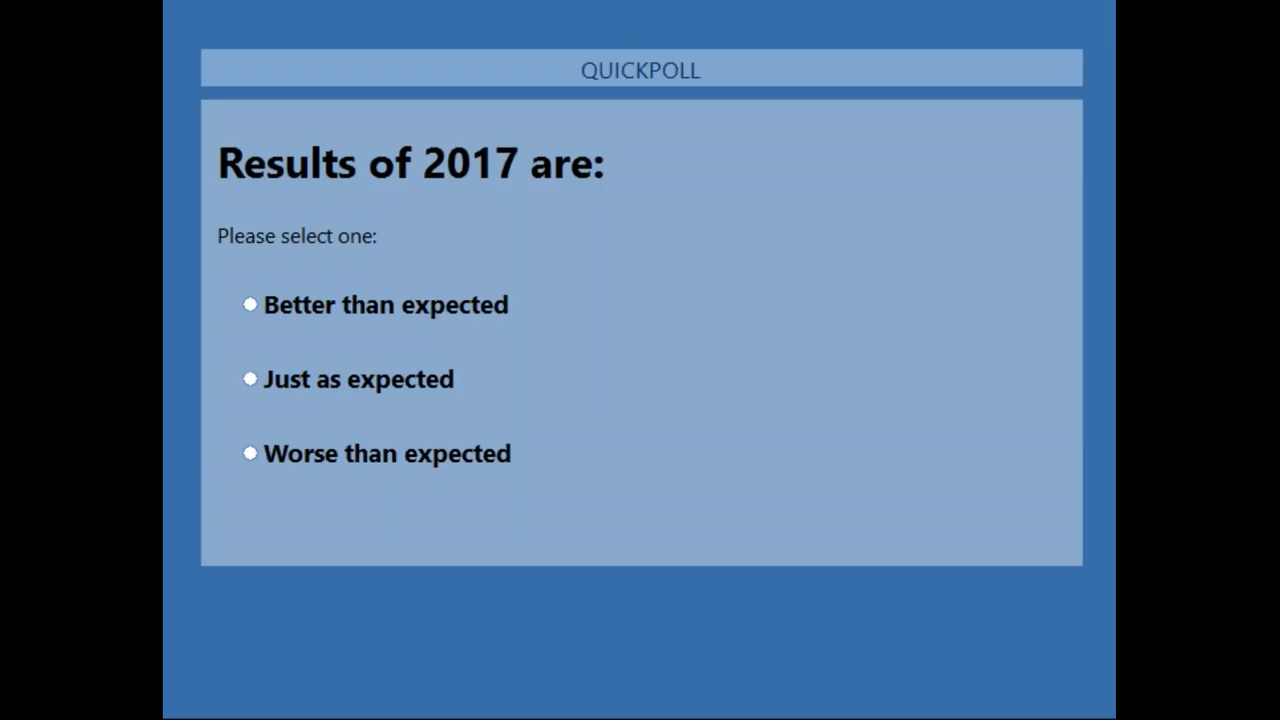 QUICKPOLL
Results of 2017 are:
Please select one:
Better than expected
Just as expected
Worse than expected